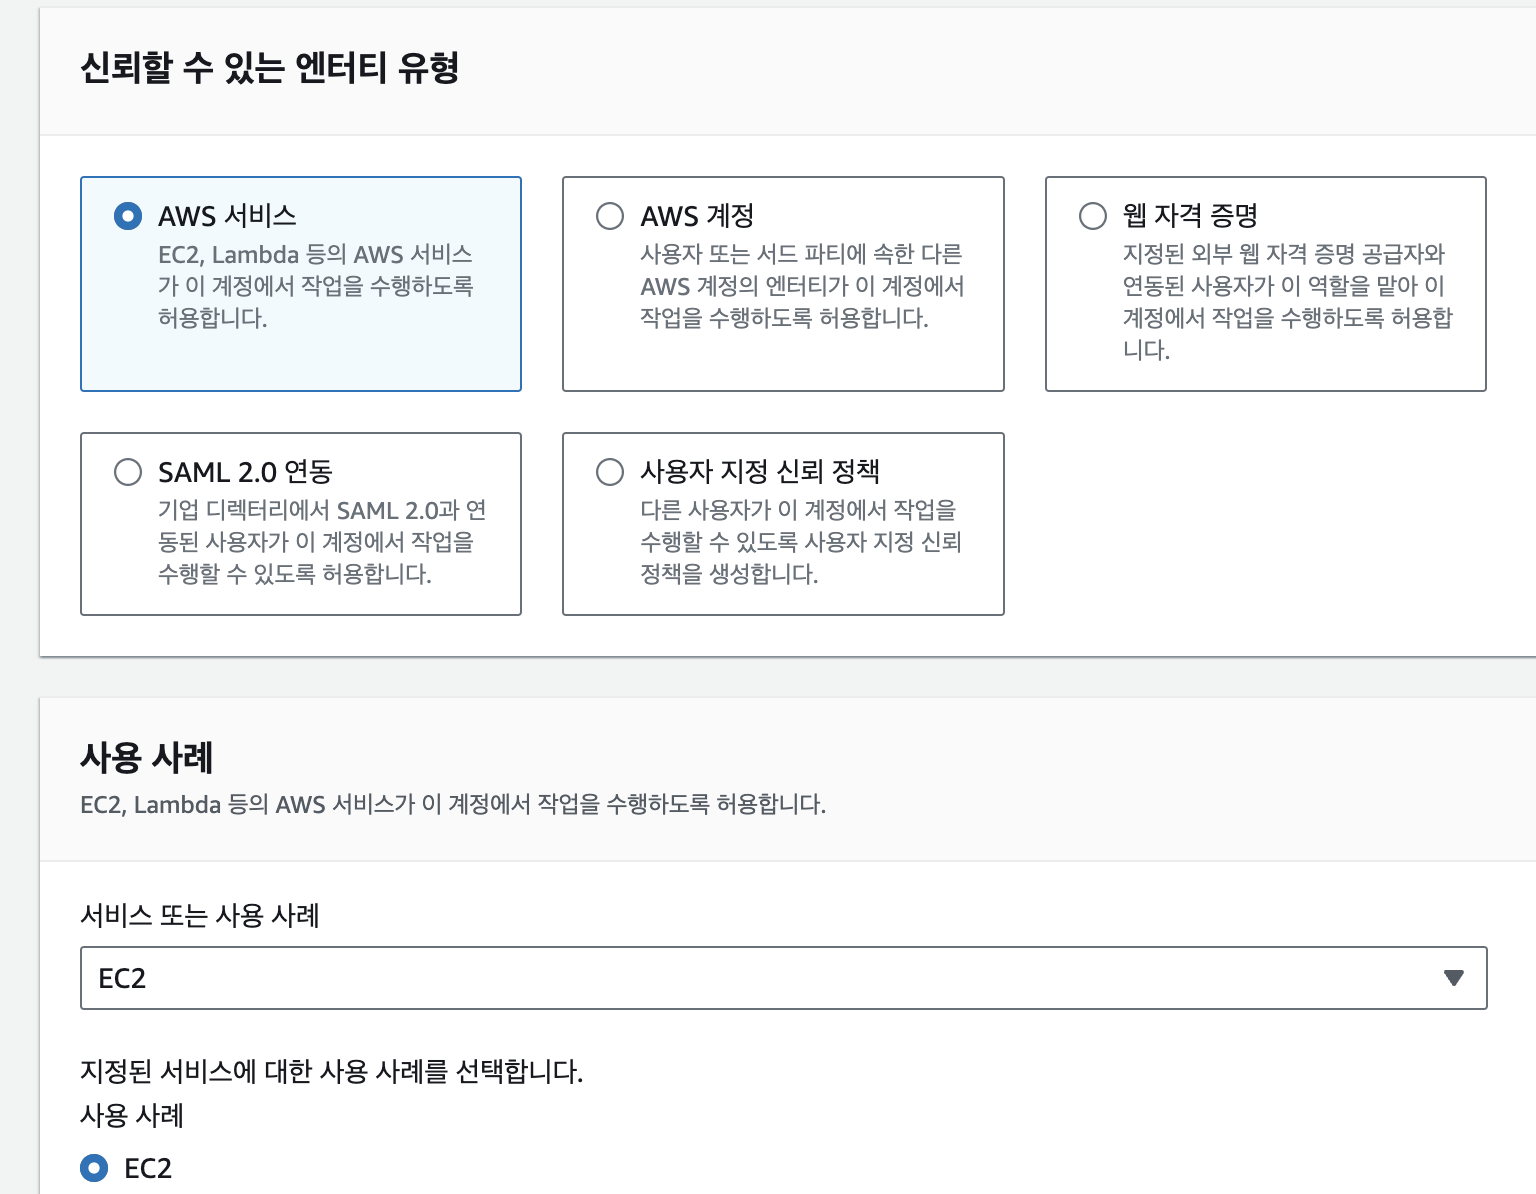 신뢰할 수 있는 엔터티 유형
AWS 서비스
EC2, Lambda 등의 AWS 서비스
가 이 계정에서 작업을 수행하도록
허용합니다.
AWS 계정
사용자 또는 서드 파티에 속한 다른
AWS 계정의 엔터티가 이 계정에서
작업을 수행하도록 허용합니다.
웹 자격 증명
지정된 외부 웹 자격 증명 공급자와
연동된 사용자가 이 역할을 맡아 이
계정에서 작업을 수행하도록 허용합
니다.
SAML 2.0 연동
기업 디렉터리에서 SAML 2.0과 연
동된 사용자가 이 계정에서 작업을
수행할 수 있도록 허용합니다.
사용자 지정 신뢰 정책
다른 사용자가 이 계정에서 작업을
수행할 수 있도록 사용자 지정 신뢰
정책을 생성합니다.
사용 사례
EC2, Lambda 등의 AWS 서비스가 이 계정에서 작업을 수행하도록 허용합니다.
서비스 또는 사용 사례
EC2
지정된 서비스에 대한 사용 사례를 선택합니다.
사용 사례
EC2